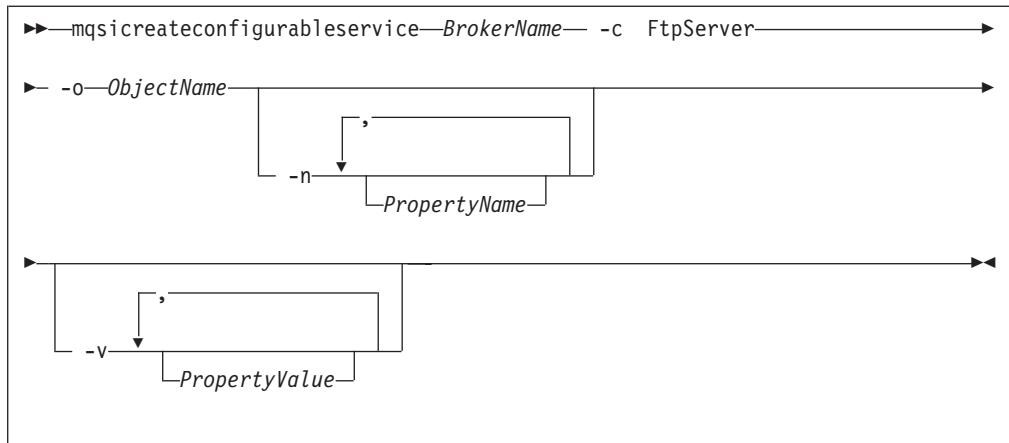 mqsicreateconfigurableservice BrokerName -c FtpServer
-o ObjectName
,
-n
PropertyName
,
-v
PropertyValue